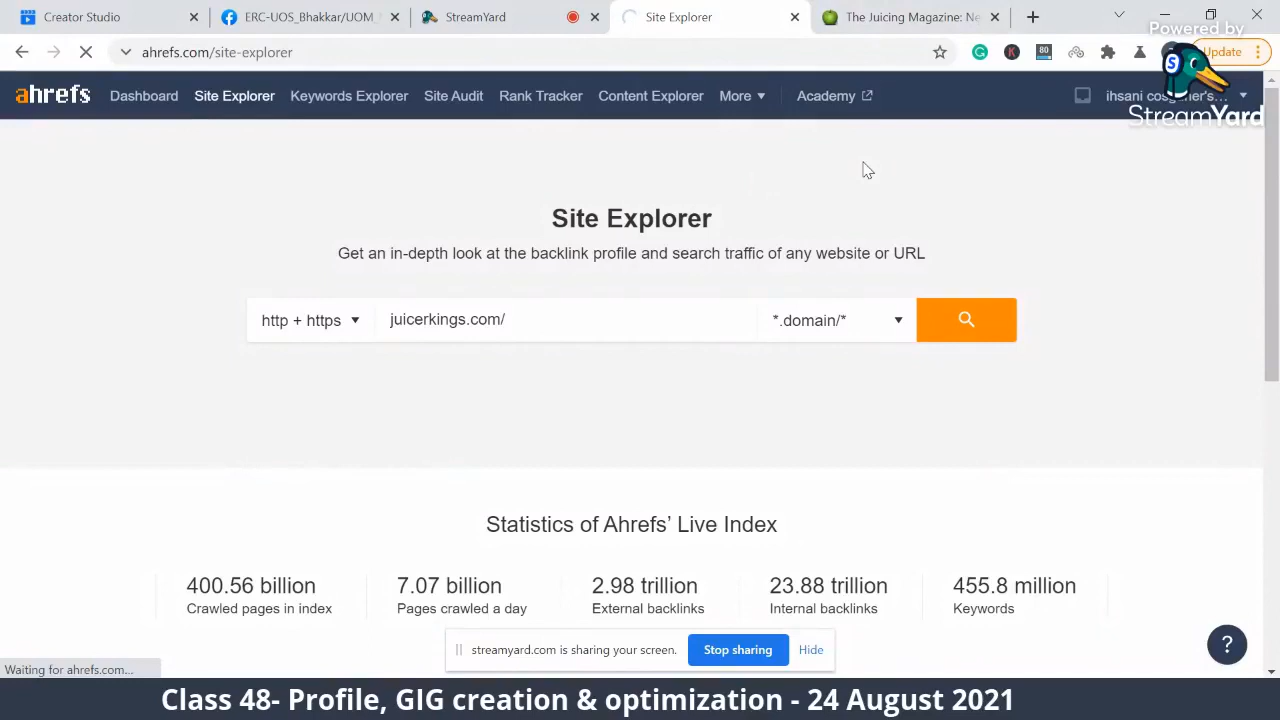 Creator Studio
ERC-UOS_Bhakkar/UOM_
StreamYard
Site Explorer
The Juicing Magazine: Ne
Powered by
ahrefs.com/site-explorer
80
Update
ahrefs
Dashboard
Site Explorer
Keywords Explorer
Site Audit
Rank Tracker
Content Explorer
More
Academy
StreamYard
Site Explorer
Get an in-depth look at the backlink profile and search traffic of any website or URL
http + https
juicerkings.com/
*.domain/*
Statistics of Ahrefs’ Live Index
400.56 billion
Crawled pages in index
7.07 billion
Pages crawled a day
2.98 trillion
External backlinks
23.88 trillion
Internal backlinks
455.8 million
Keywords
streamyard.com is sharing your screen.
Stop sharing
Hide
?
Waiting for ahrefs.com...
Class 48- Profile, GIG creation & optimization - 24 August 2021